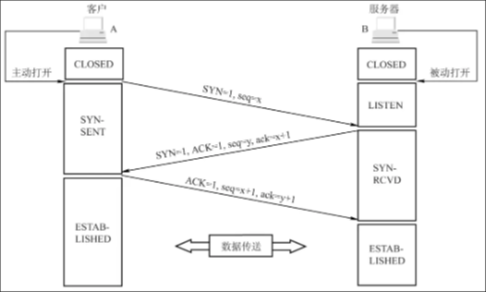 客户
服务器
A
B
主动打开
CLOSED
CLOSED
被动打开
SYN=1, seq=x
LISTEN
SYN-
SENT
SYN=1, ACK=1, seq=y, ack=x+1
SYN-
RCVD
ACK=1, seq=x+1, ack=y+1
ESTAB-
LISHED
数据传送
ESTAB-
LISHED